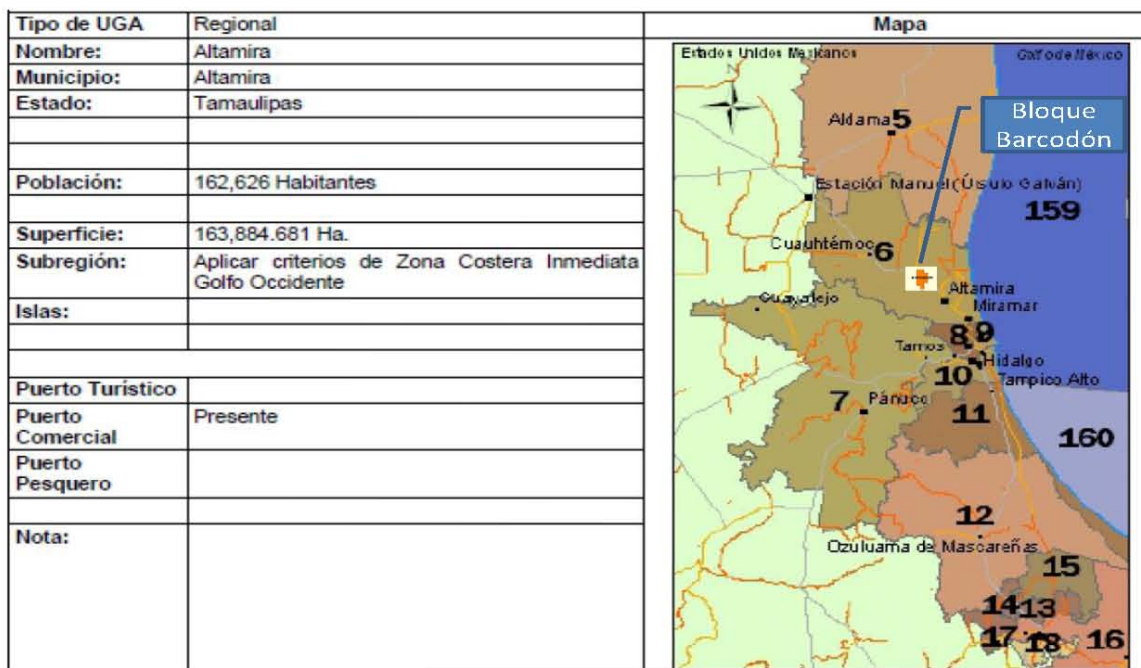 Tipo de UGA Regional Mapa
Nombre: Altamira
Municipio: Altamira
Estado: Tamaulipas
Población: 162,626 Habitantes
Superficie: 163,884.681 Ha.
Subregión: Aplicar criterios de Zona Costera Inmediata
Golfo Occidente
Islas:
Puerto Turístico
Puerto Presente
Comercial
Puerto
Pesquero
Nota:
Estados Unidos Mexicanos
Golfo de México
N
Bloque
Barcodón
Aldama 5
Estación Manuel (Úrsulo Galván)
159
Cuauhtémoc 6
Altamira
Miramar
Guayalejo
8 9
Tamos
Hidalgo
10
Tampico Alto
7 Pánuco
11
160
12
Ozuluama de Mascareñas
15
14 13
17 18 16